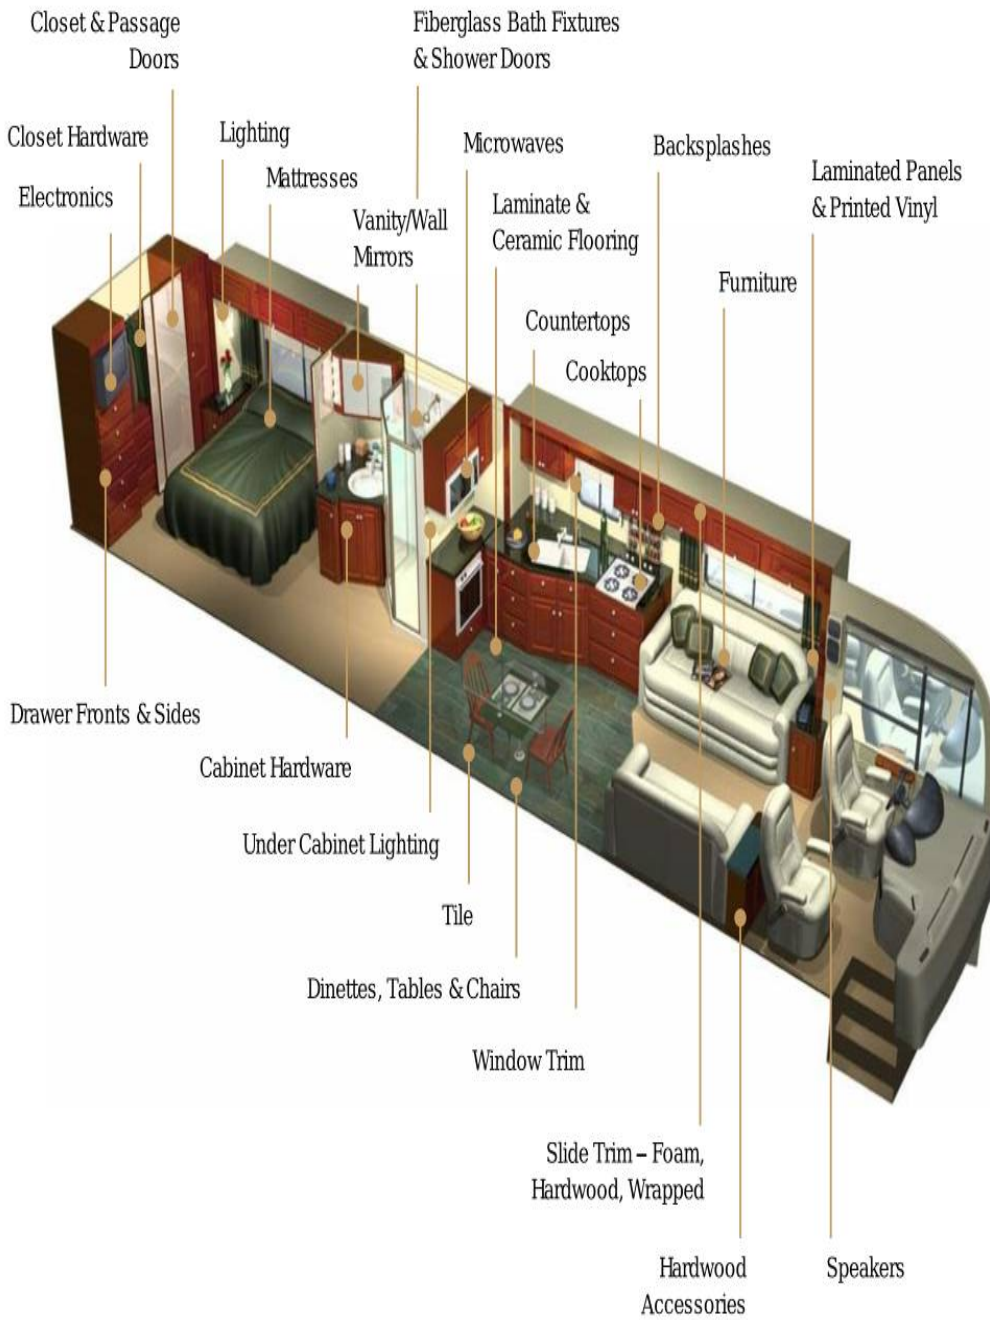 Closet & Passage
Doors
Fiberglass Bath Fixtures
& Shower Doors
Closet Hardware
Lighting
Microwaves
Backsplashes
Electronics
Mattresses
Vanity/Wall
Mirrors
Laminate &
Ceramic Flooring
Laminated Panels
& Printed Vinyl
Furniture
Countertops
Cooktops
Drawer Fronts & Sides
Cabinet Hardware
Under Cabinet Lighting
Tile
Dinettes, Tables & Chairs
Window Trim
Slide Trim – Foam,
Hardwood, Wrapped
Hardwood
Accessories
Speakers